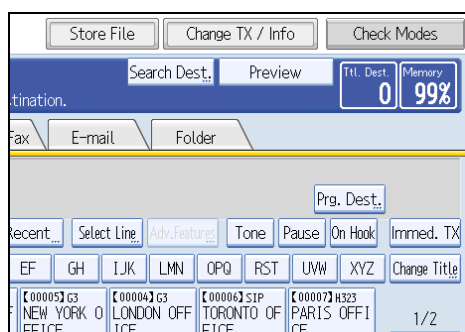 Store File Change TX / Info Check Modes
Search Dest. Preview Ttl. Dest. Memory
tination. 0 99%
Fax E-mail Folder
Prg. Dest.
Recent Select Line Adv.Features Tone Pause On Hook Immed. TX
EF GH IJK LMN OPQ RST UVW XYZ Change Title
【00005】G3 【00004】G3 【00006】SIP 【00007】H323
NEW YORK O LONDON OFF TORONTO OF PARIS OFFI 1/2
FFICE ICE FICE CE